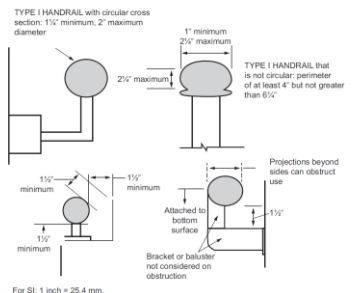 TYPE I HANDRAIL with circular cross
section: 1¼" minimum, 2" maximum
diameter
1" minimum
2¼" maximum
2¼" maximum
TYPE I HANDRAIL that
is not circular: perimeter
of at least 4" but not greater
than 6¼"
1½"
minimum
1½"
minimum
1½"
minimum
Projections beyond
sides can obstruct
use
Attached to
bottom
surface
1½"
Bracket or baluster
not considered on
obstruction
For SI: 1 inch = 25.4 mm.